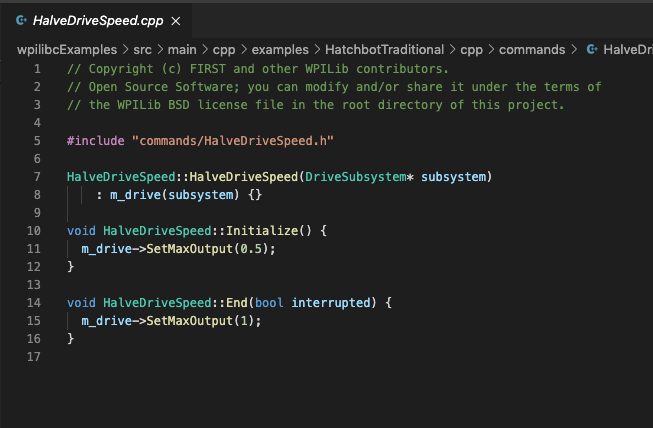 HalveDriveSpeed.cpp ×
wpilibcExamples > src > main > cpp > examples > HatchbotTraditional > cpp > commands > HalveDri
1 // Copyright (c) FIRST and other WPILib contributors.
2 // Open Source Software; you can modify and/or share it under the terms of
3 // the WPILib BSD license file in the root directory of this project.
4
5 #include "commands/HalveDriveSpeed.h"
6
7 HalveDriveSpeed::HalveDriveSpeed(DriveSubsystem* subsystem)
8     : m_drive(subsystem) {}
9
10 void HalveDriveSpeed::Initialize() {
11   m_drive->SetMaxOutput(0.5);
12 }
13
14 void HalveDriveSpeed::End(bool interrupted) {
15   m_drive->SetMaxOutput(1);
16 }
17